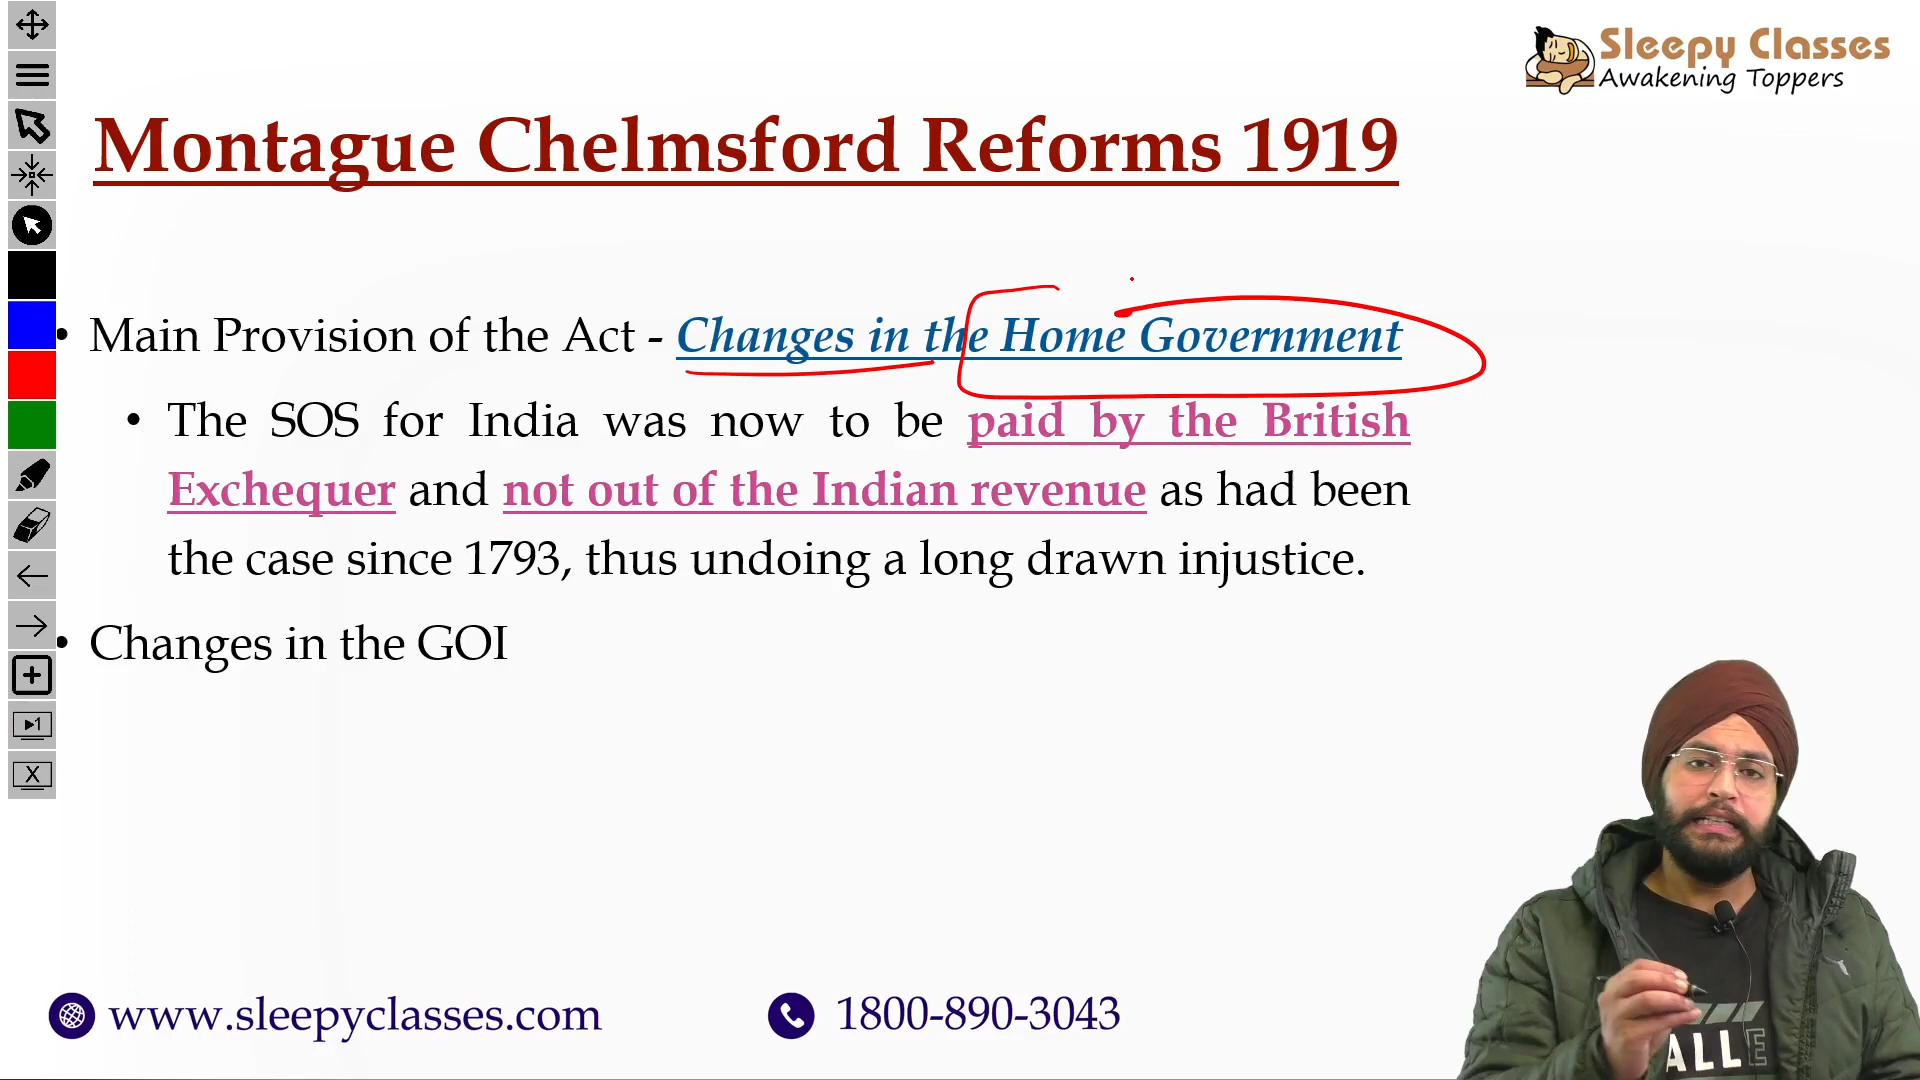 Sleepy Classes
Awakening Toppers
Montague Chelmsford Reforms 1919
• Main Provision of the Act - Changes in the Home Government
• The SOS for India was now to be paid by the British
Exchequer and not out of the Indian revenue as had been
the case since 1793, thus undoing a long drawn injustice.
• Changes in the GOI
1
X
www.sleepyclasses.com
1800-890-3043
ALLE